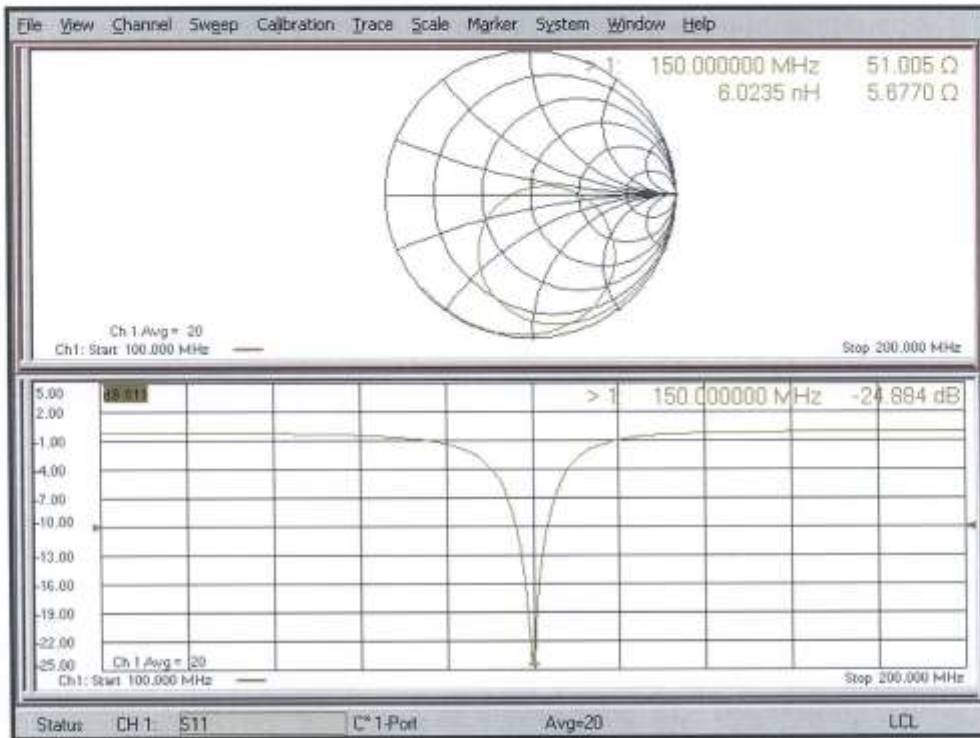 File View Channel Sweep Calibration Trace Scale Marker System Window Help
> 1: 150.000000 MHz 51.005 Ω
6.0235 nH 5.6770 Ω
Ch 1 Avg = 20
Ch1: Start 100.000 MHz
Stop 200.000 MHz
5.00
dB S11
> 1: 150.000000 MHz -24.884 dB
2.00
-1.00
-4.00
-7.00
-10.00
-13.00
-16.00
-19.00
-22.00
-25.00
Ch 1 Avg = 20
Ch1: Start 100.000 MHz
Stop 200.000 MHz
Status CH 1: S11 C* 1-Port Avg=20 LCL